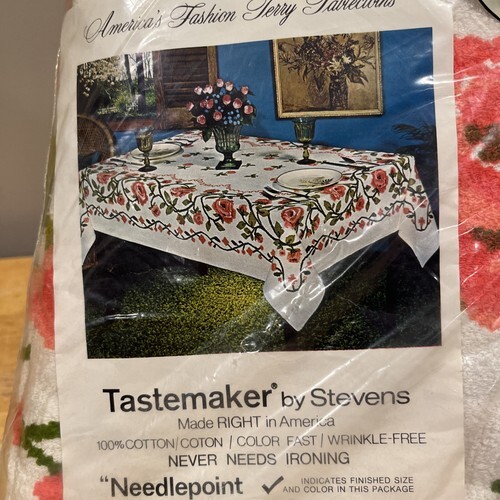 America's Fashion Terry Tablecloths
Tastemaker® by Stevens
Made RIGHT in America
100% COTTON/COTON / COLOR FAST / WRINKLE-FREE
NEVER NEEDS IRONING
"Needlepoint ✓ INDICATES FINISHED SIZE
AND COLOR IN THIS PACKAGE